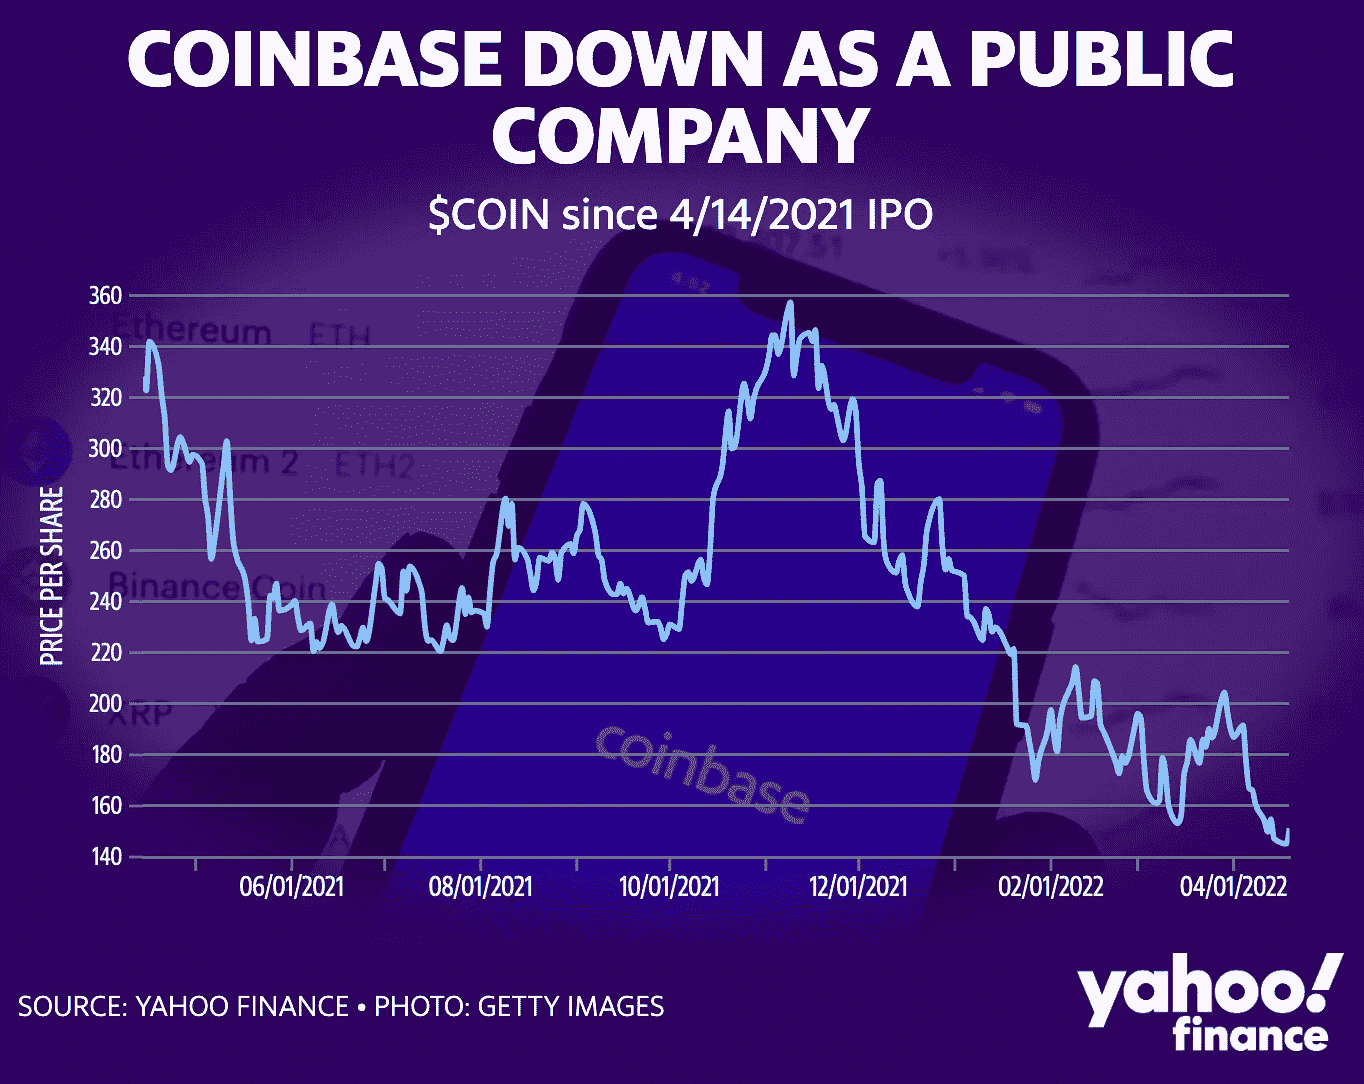 COINBASE DOWN AS A PUBLIC
COMPANY
$COIN since 4/14/2021 IPO
PRICE PER SHARE
360
340
320
300
280
260
240
220
200
180
160
140
Ethereum ETH
Ethereum 2 ETH2
Binance Coin
XRP
coinbase
06/01/2021 08/01/2021 10/01/2021 12/01/2021 02/01/2022 04/01/2022
SOURCE: YAHOO FINANCE • PHOTO: GETTY IMAGES
yahoo!
finance